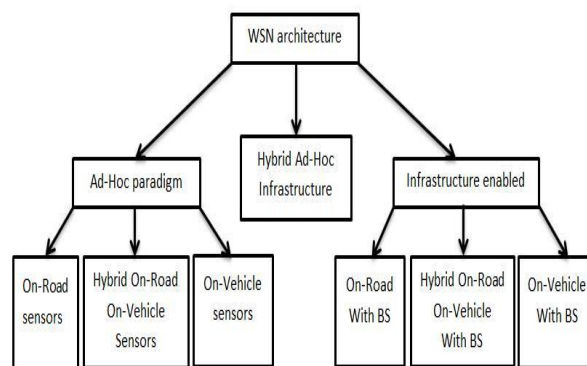 WSN architecture
Hybrid Ad-Hoc
Infrastructure
Ad-Hoc paradigm
Infrastructure enabled
On-Road
sensors
Hybrid On-Road
On-Vehicle
Sensors
On-Vehicle
sensors
On-Road
With BS
Hybrid On-Road
On-Vehicle
With BS
On-Vehicle
With BS